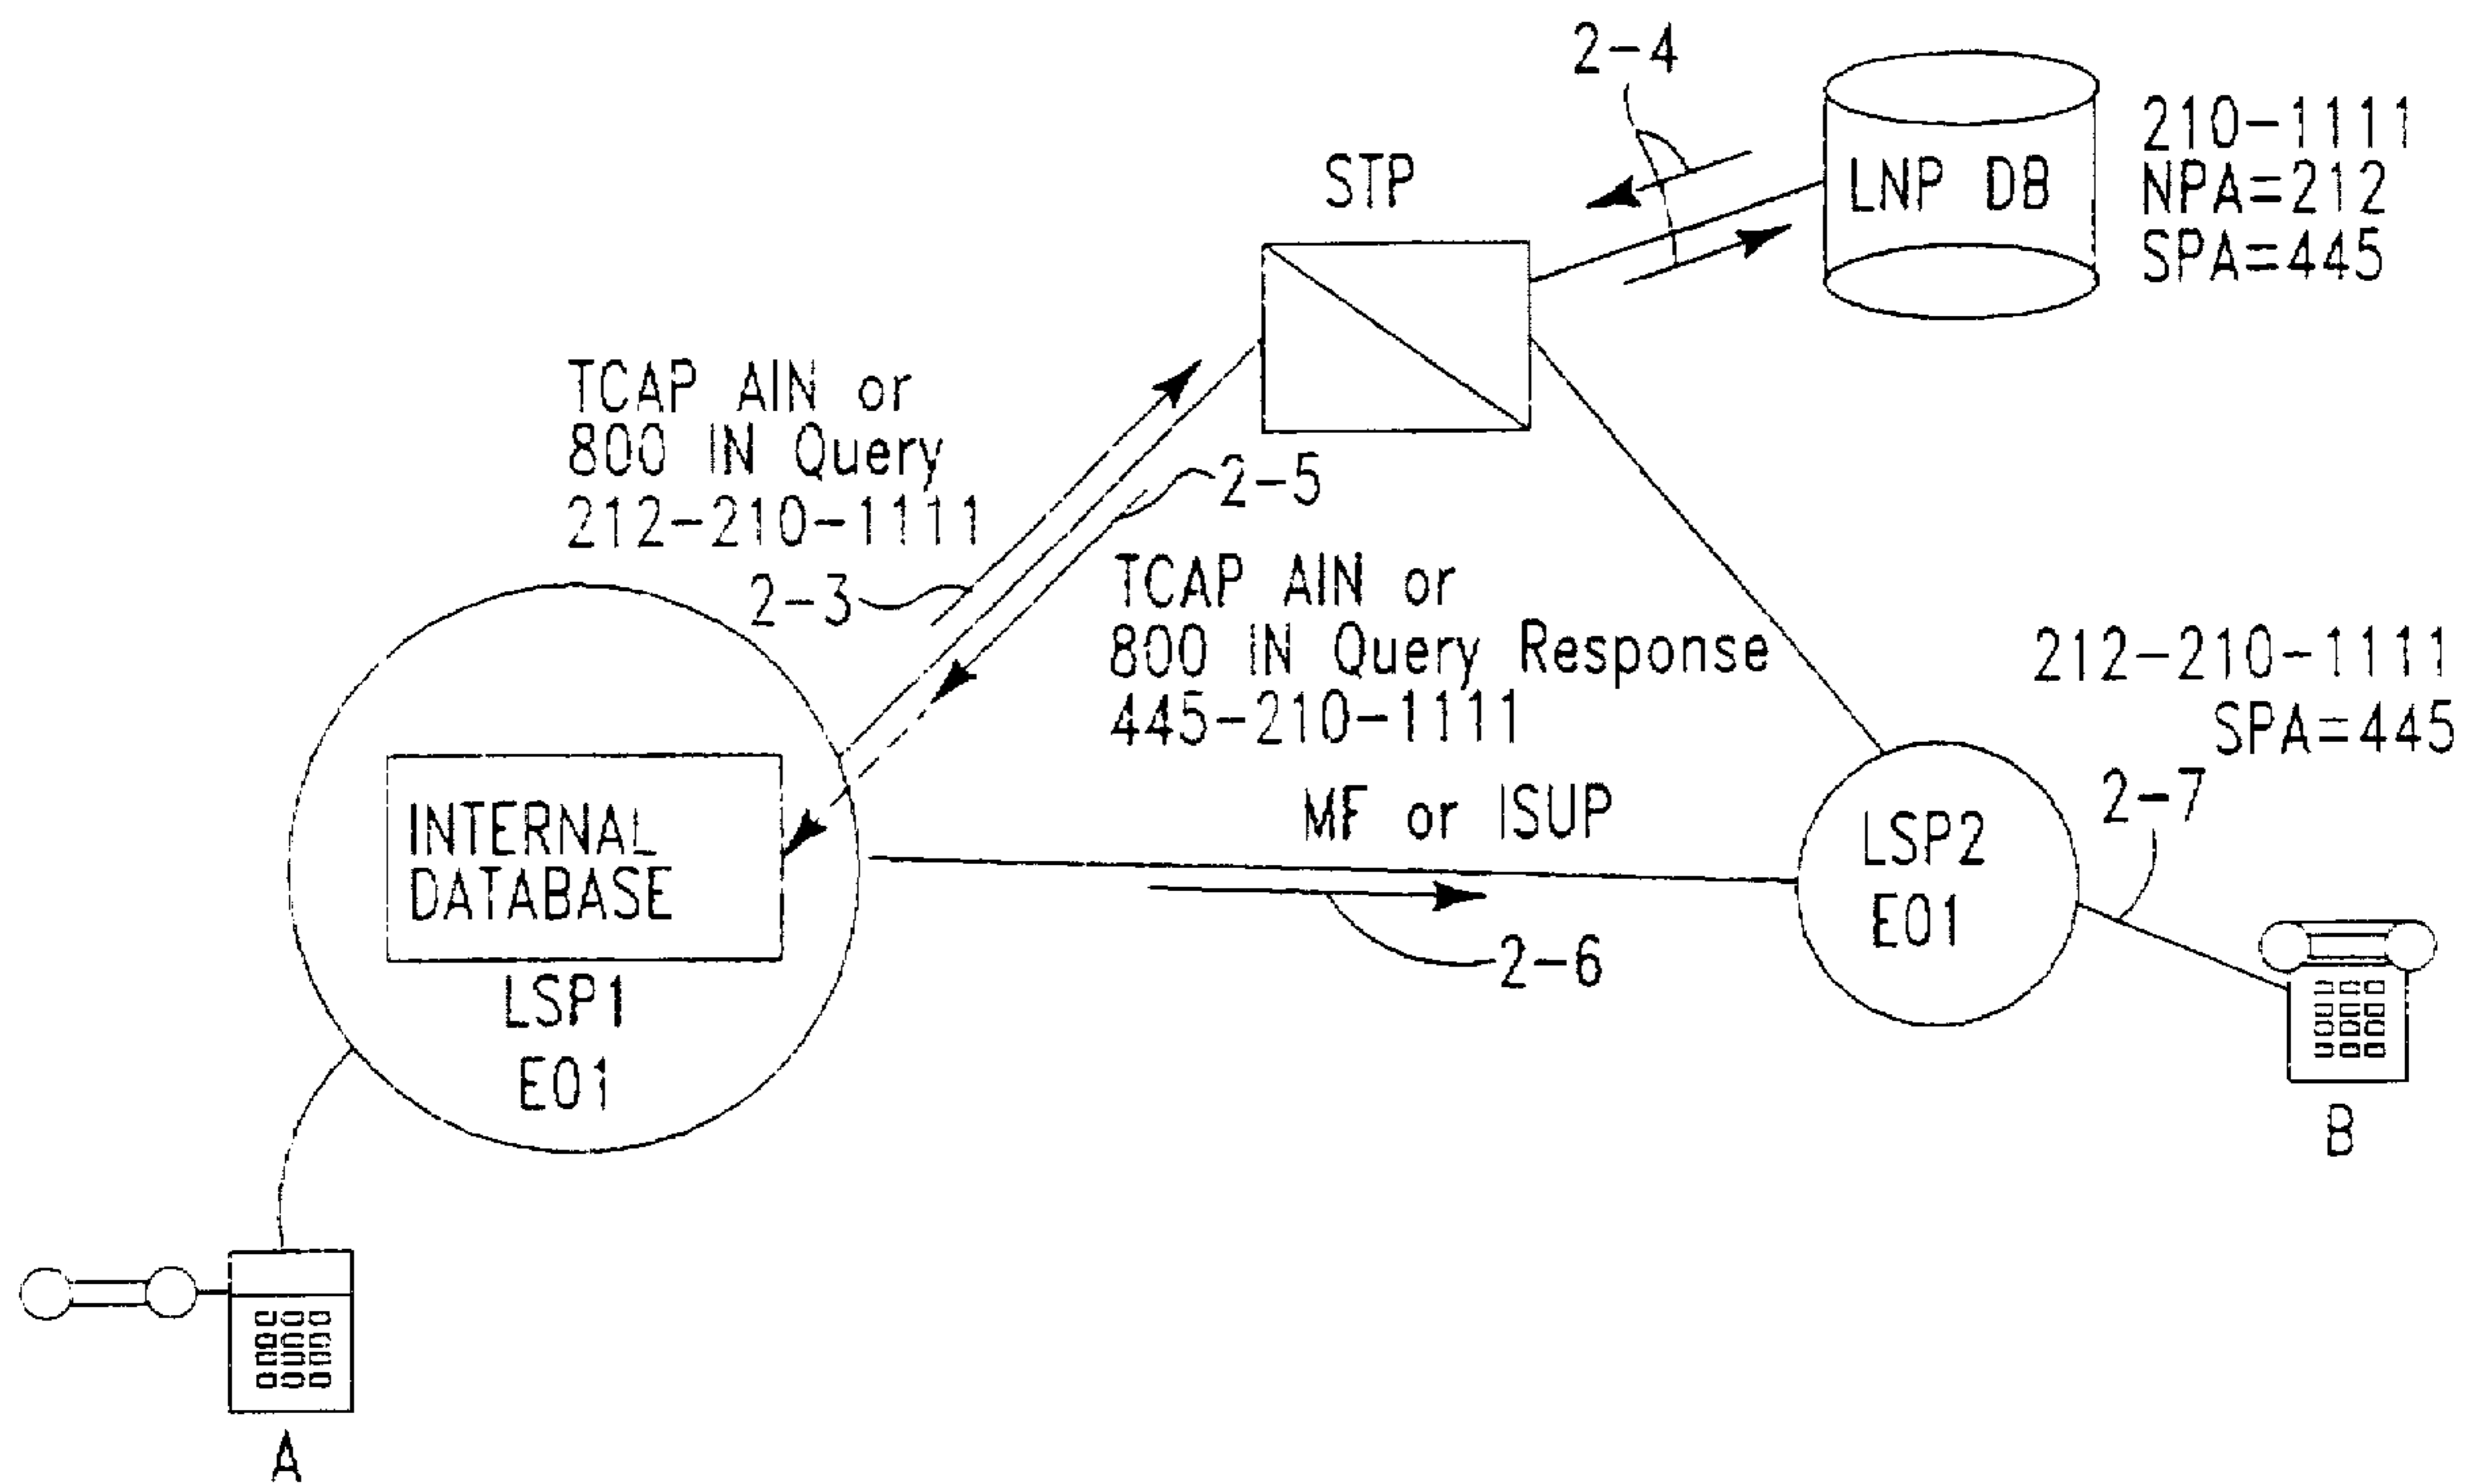 2-4
210-1111
NPA=212
SPA=445
LNP DB
STP
TCAP AIN or
800 IN Query
212-210-1111
2-3
2-5
TCAP AIN or
800 IN Query Response
445-210-1111
212-210-1111
SPA=445
2-7
MF or ISUP
INTERNAL
DATABASE
LSP1
E01
LSP2
E01
2-6
B
A